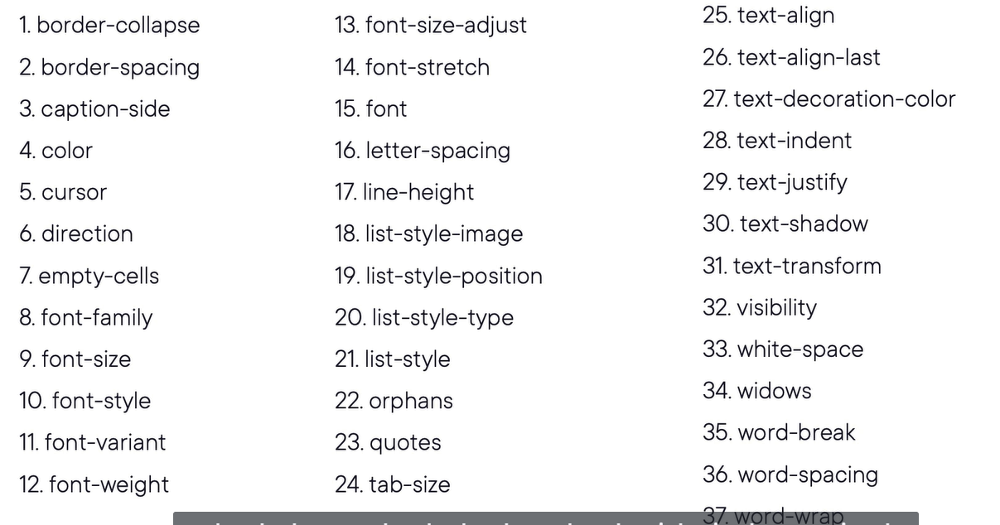 1. border-collapse
2. border-spacing
3. caption-side
4. color
5. cursor
6. direction
7. empty-cells
8. font-family
9. font-size
10. font-style
11. font-variant
12. font-weight
13. font-size-adjust
14. font-stretch
15. font
16. letter-spacing
17. line-height
18. list-style-image
19. list-style-position
20. list-style-type
21. list-style
22. orphans
23. quotes
24. tab-size
25. text-align
26. text-align-last
27. text-decoration-color
28. text-indent
29. text-justify
30. text-shadow
31. text-transform
32. visibility
33. white-space
34. widows
35. word-break
36. word-spacing
37. word-wrap